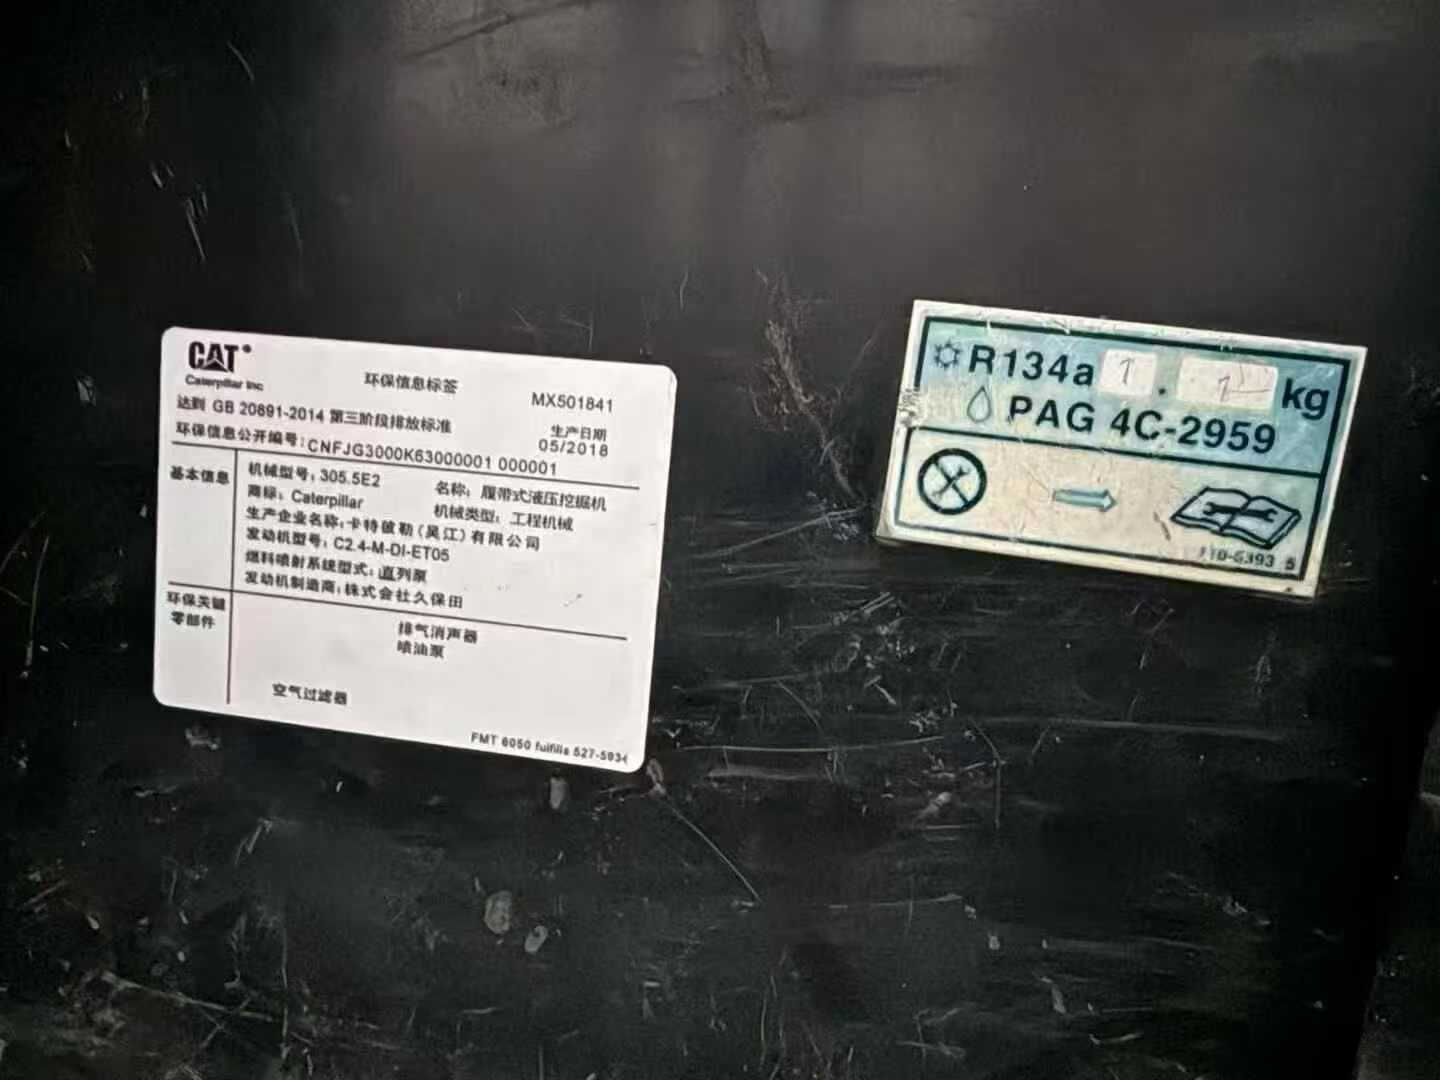 CAT
Caterpillar Inc
环保信息标签
MX501841
达到 GB 20891-2014 第三阶段排放标准
生产日期
05/2018
环保信息公开编号：CNFJG3000K63000001 000001
基本信息
机械型号：305.5E2
名称：履带式液压挖掘机
商标：Caterpillar
机械类型：工程机械
生产企业名称：卡特彼勒（吴江）有限公司
发动机型号：C2.4-M-DI-ET05
燃料喷射系统型式：直列泵
发动机制造商：株式会社久保田
环保关键
零部件
排气消声器
喷油泵
空气过滤器
FMT 6050 fulfills 527-5934
R134a 1 . 1 kg
PAG 4C-2959